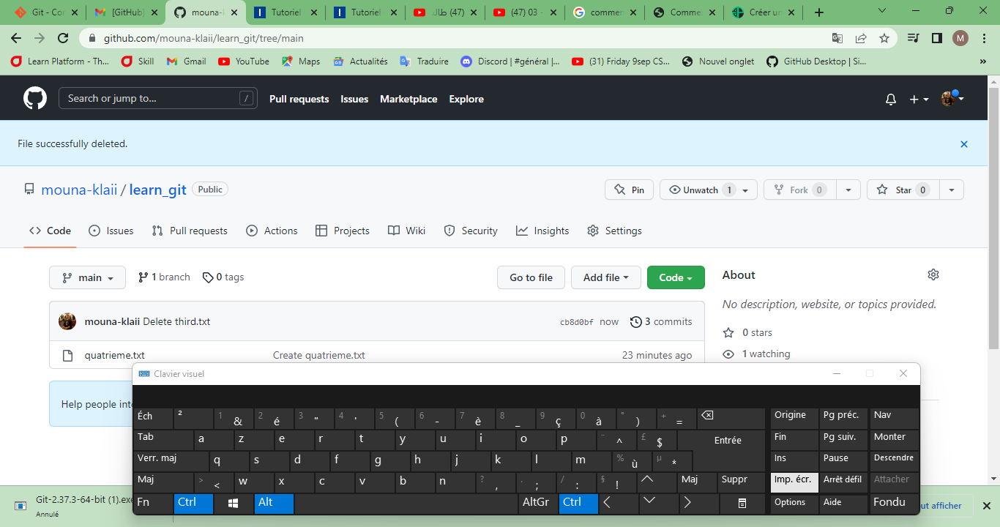 Git - Cor
[GitHub]
mouna-k
Tutoriel
Tutoriel
(47)
(47) 03 -
commen
Comme
Créer un
github.com/mouna-klaii/learn_git/tree/main
M
Learn Platform - Th...
Skill
Gmail
YouTube
Maps
Actualités
Traduire
Discord | #général |...
(31) Friday 9sep CS...
Nouvel onglet
GitHub Desktop | Si...
»
Search or jump to... /
Pull requests
Issues
Marketplace
Explore
File successfully deleted.
mouna-klaii / learn_git Public
Pin
Unwatch 1
Fork 0
Star 0
Code
Issues
Pull requests
Actions
Projects
Wiki
Security
Insights
Settings
main
1 branch
0 tags
Go to file
Add file
Code
About
No description, website, or topics provided.
mouna-klaii Delete third.txt
cb8d0bf now 3 commits
0 stars
quatrieme.txt Create quatrieme.txt 23 minutes ago
1 watching
Help people int
Clavier visuel
Éch ² 1 & 2 é 3 " 4 ' 5 ( 6 - 7 è 8 _ 9 ç 0 à ° ) + = Origine Pg préc. Nav
Tab a z e r t y u i o p ¨ ^ £ $ Entrée Fin Pg suiv. Monter
Verr. maj q s d f g h j k l m % ù µ * Ins Pause Descendre
Maj > < w x c v b n ? , . ; / : § ! Maj Suppr Imp. écr. Arrêt défil Attacher
Fn Ctrl Alt AltGr Ctrl Options Aide Fondu
Git-2.37.3-64-bit (1).exe
Annulé
ut afficher